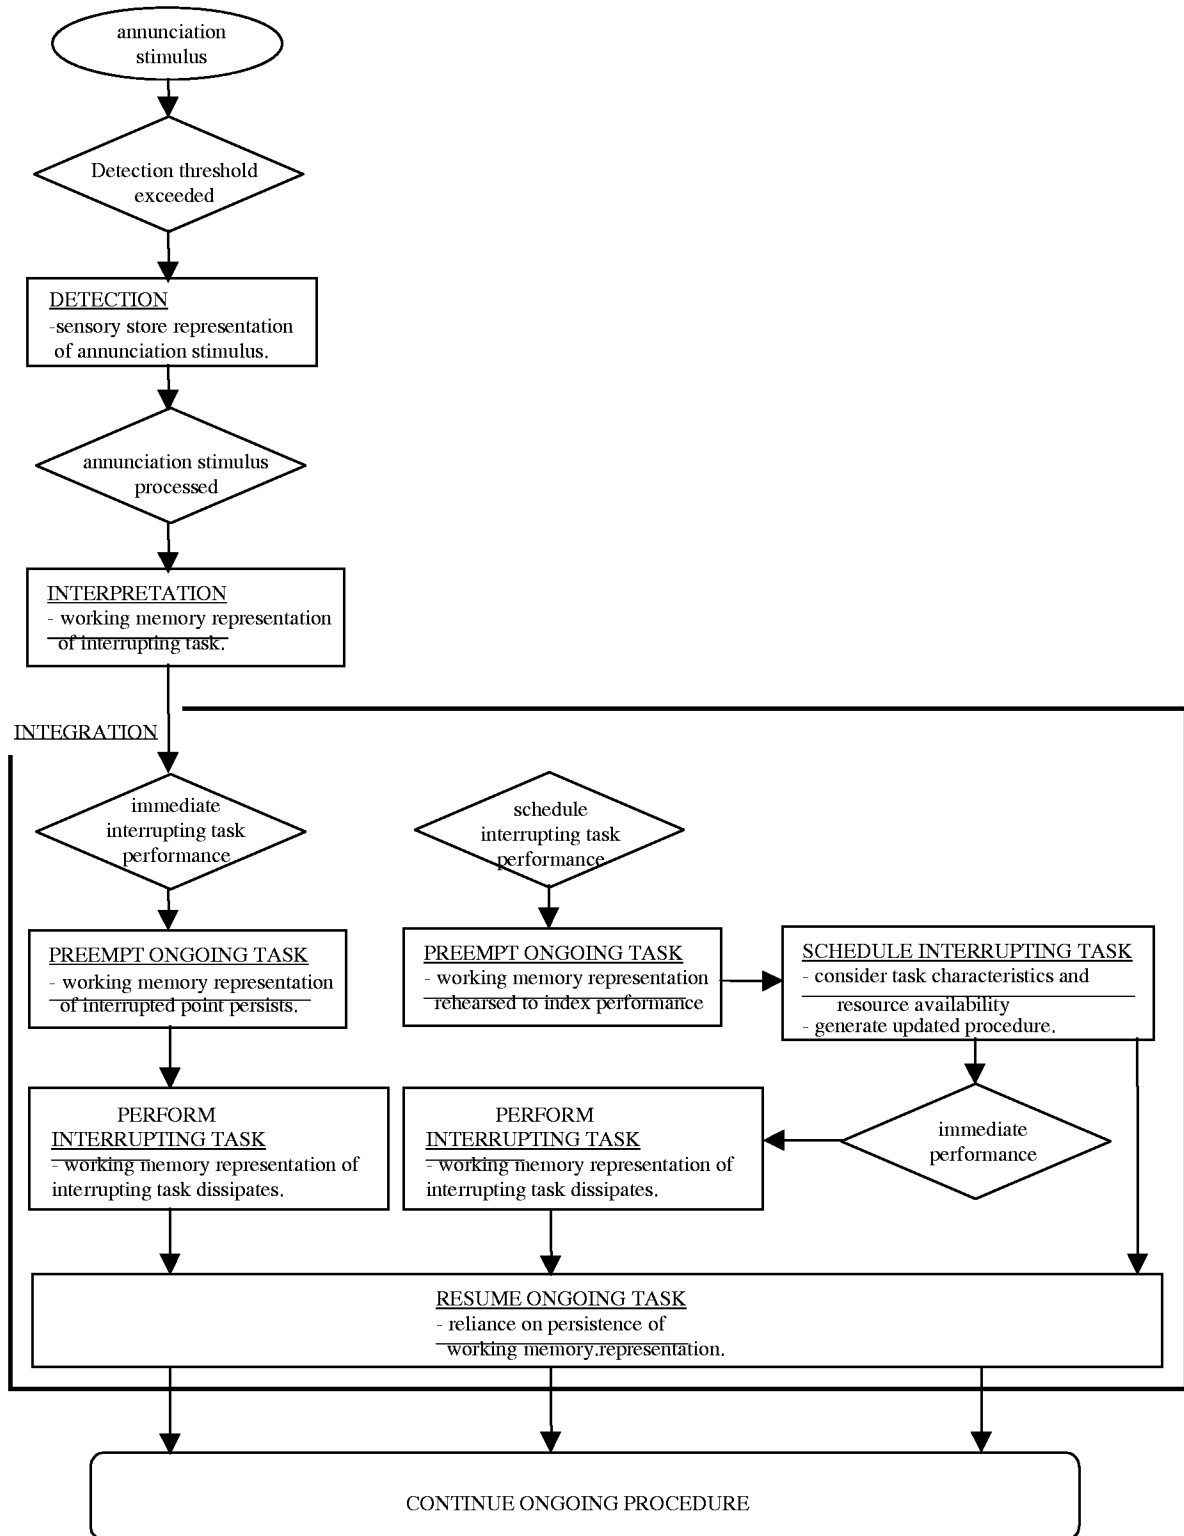 annunciation
stimulus
Detection threshold
exceeded
DETECTION
-sensory store representation
of annunciation stimulus.
annunciation stimulus
processed
INTERPRETATION
- working memory representation
of interrupting task.
INTEGRATION
immediate
interrupting task
performance
schedule
interrupting task
performance
PREEMPT ONGOING TASK
- working memory representation
of interrupted point persists.
PREEMPT ONGOING TASK
- working memory representation
rehearsed to index performance
SCHEDULE INTERRUPTING TASK
- consider task characteristics and
resource availability
- generate updated procedure.
PERFORM
INTERRUPTING TASK
- working memory representation of
interrupting task dissipates.
PERFORM
INTERRUPTING TASK
- working memory representation of
interrupting task dissipates.
immediate
performance
RESUME ONGOING TASK
- reliance on persistence of
working memory.representation.
CONTINUE ONGOING PROCEDURE